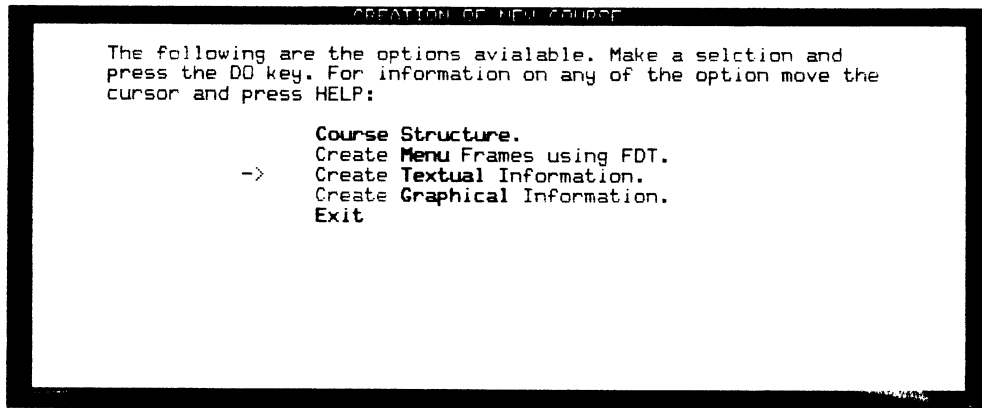 CREATION OF NEW COURSE
The following are the options avialable. Make a selction and
press the DO key. For information on any of the option move the
cursor and press HELP:
Course Structure.
Create Menu Frames using FDT.
-> Create Textual Information.
Create Graphical Information.
Exit